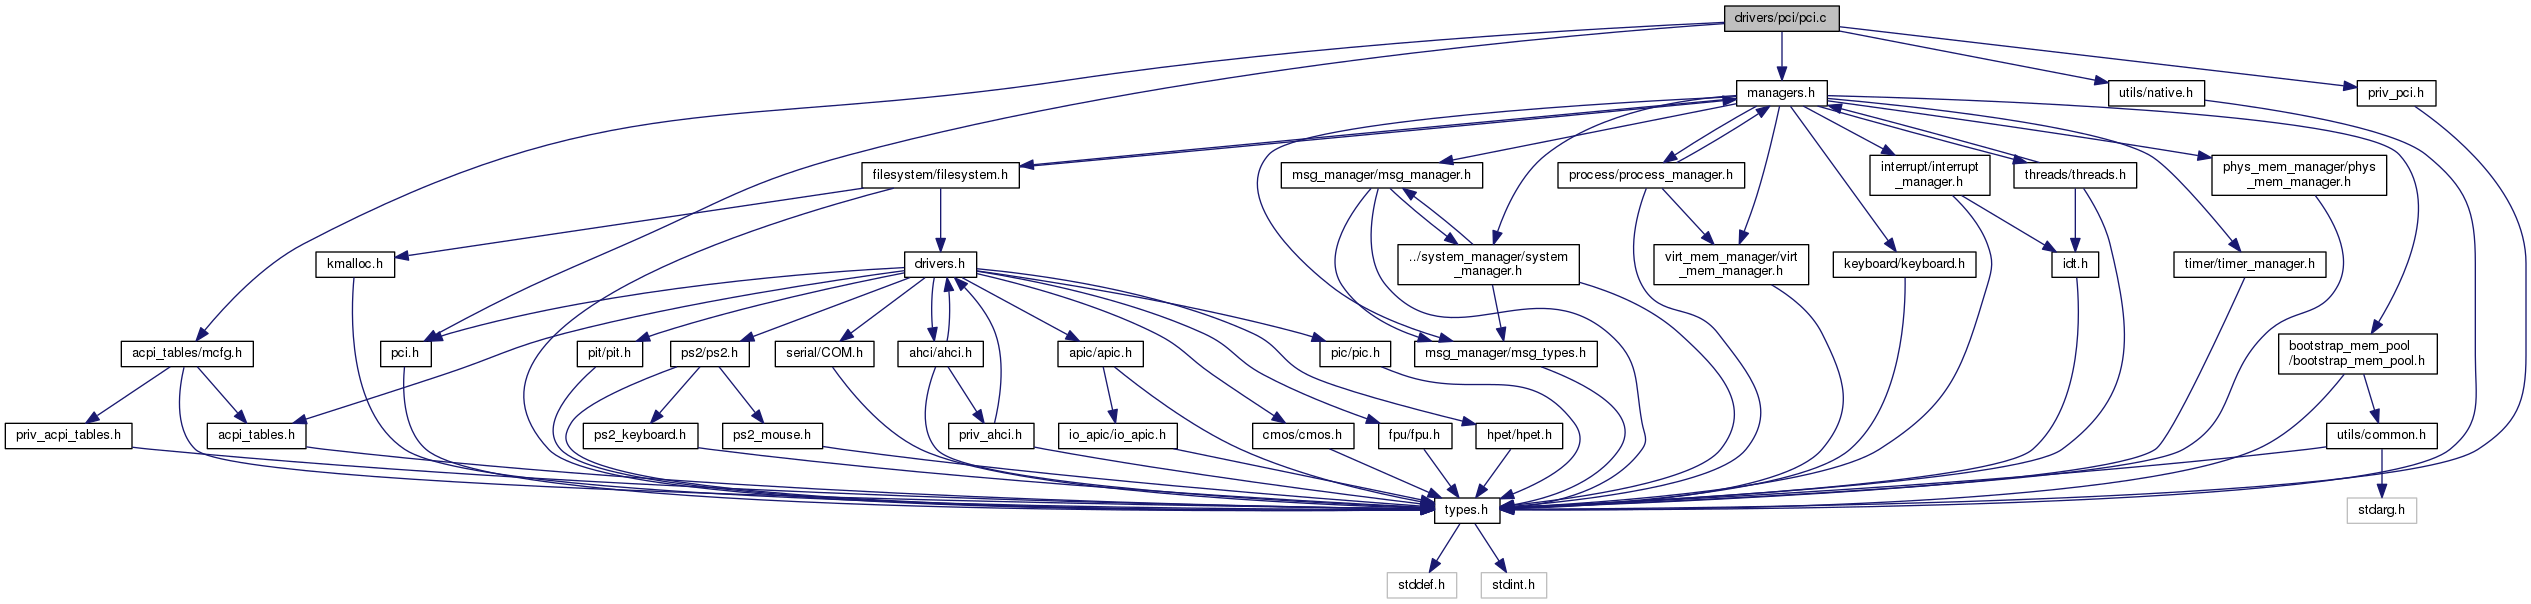 drivers/pci/pci.c
managers.h
utils/native.h
priv_pci.h
filesystem/filesystem.h
msg_manager/msg_manager.h
process/process_manager.h
interrupt/interrupt
_manager.h
threads/threads.h
phys_mem_manager/phys
_mem_manager.h
kmalloc.h
drivers.h
../system_manager/system
_manager.h
virt_mem_manager/virt
_mem_manager.h
keyboard/keyboard.h
idt.h
timer/timer_manager.h
acpi_tables/mcfg.h
pci.h
pit/pit.h
ps2/ps2.h
serial/COM.h
ahci/ahci.h
apic/apic.h
pic/pic.h
msg_manager/msg_types.h
bootstrap_mem_pool
/bootstrap_mem_pool.h
priv_acpi_tables.h
acpi_tables.h
ps2_keyboard.h
ps2_mouse.h
priv_ahci.h
io_apic/io_apic.h
cmos/cmos.h
fpu/fpu.h
hpet/hpet.h
utils/common.h
types.h
stdarg.h
stddef.h
stdint.h